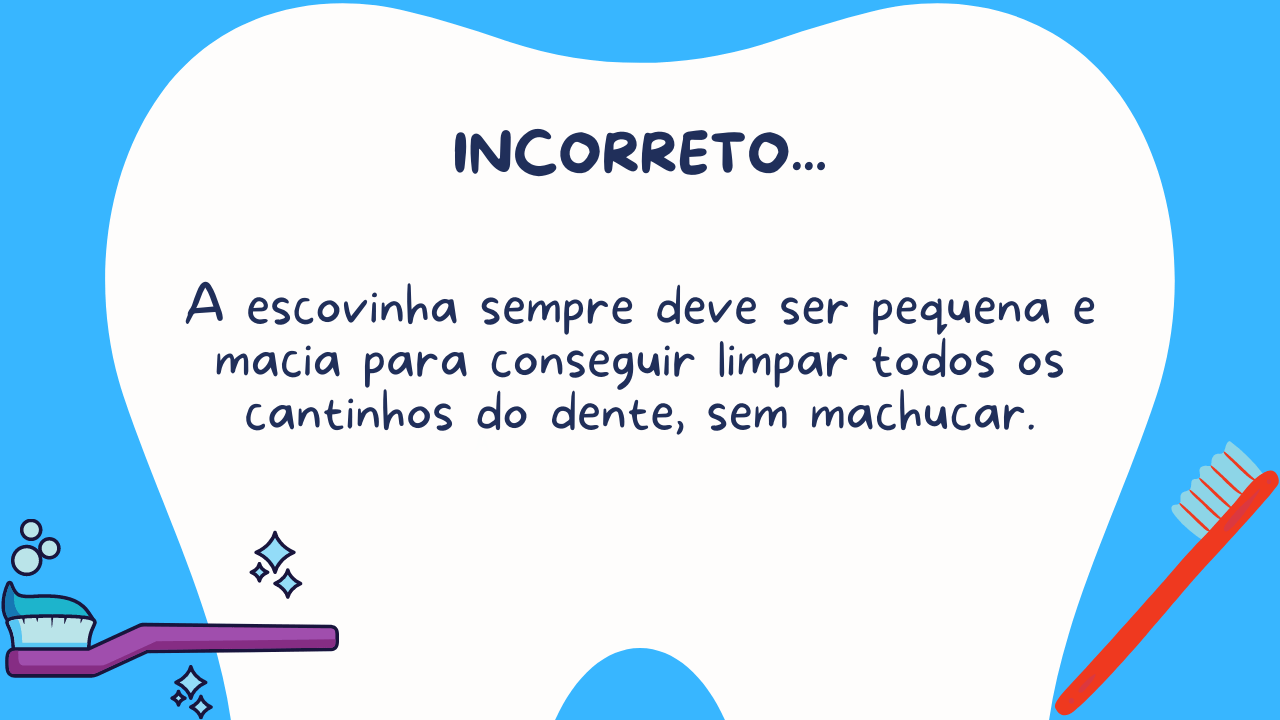 INCORRETO...
A escovinha sempre deve ser pequena e
macia para conseguir limpar todos os
cantinhos do dente, sem machucar.